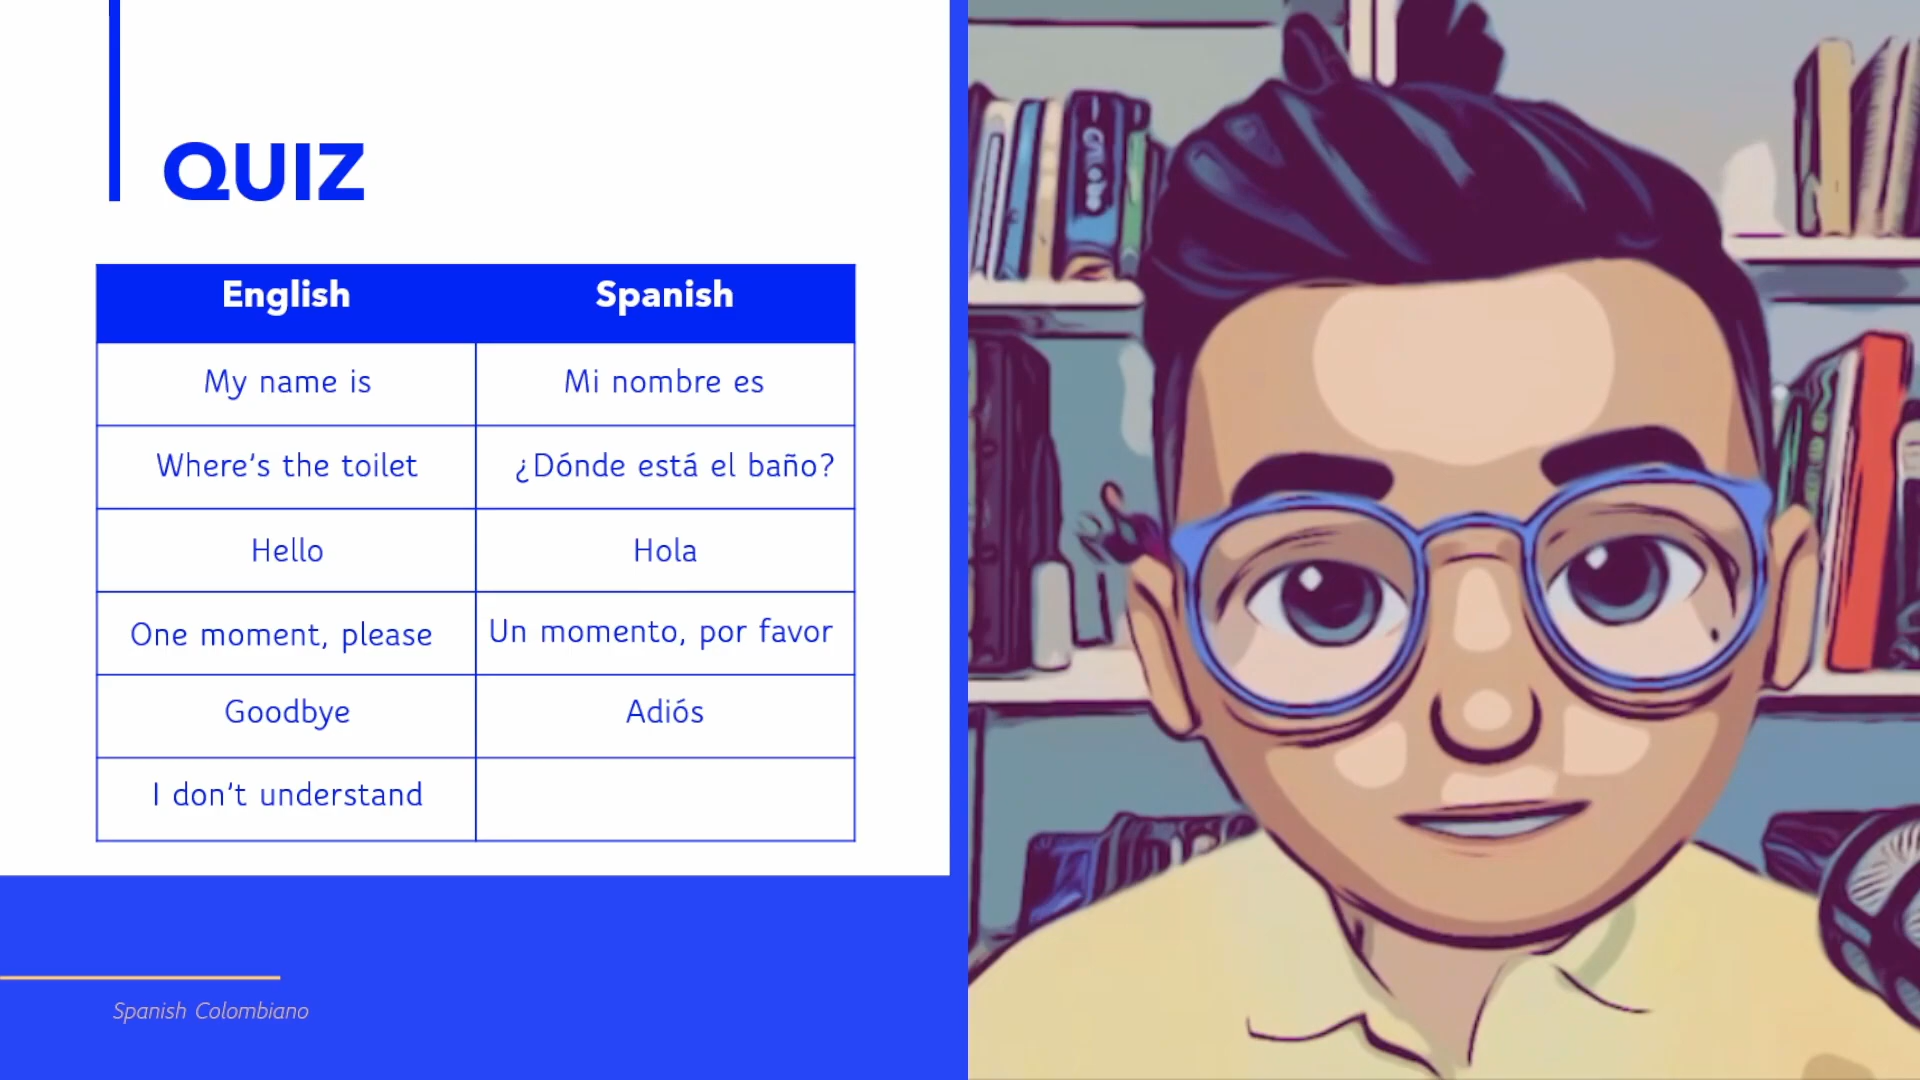 QUIZ
English Spanish
My name is Mi nombre es
Where's the toilet ¿Dónde está el baño?
Hello Hola
One moment, please Un momento, por favor
Goodbye Adiós
I don't understand
Spanish Colombiano